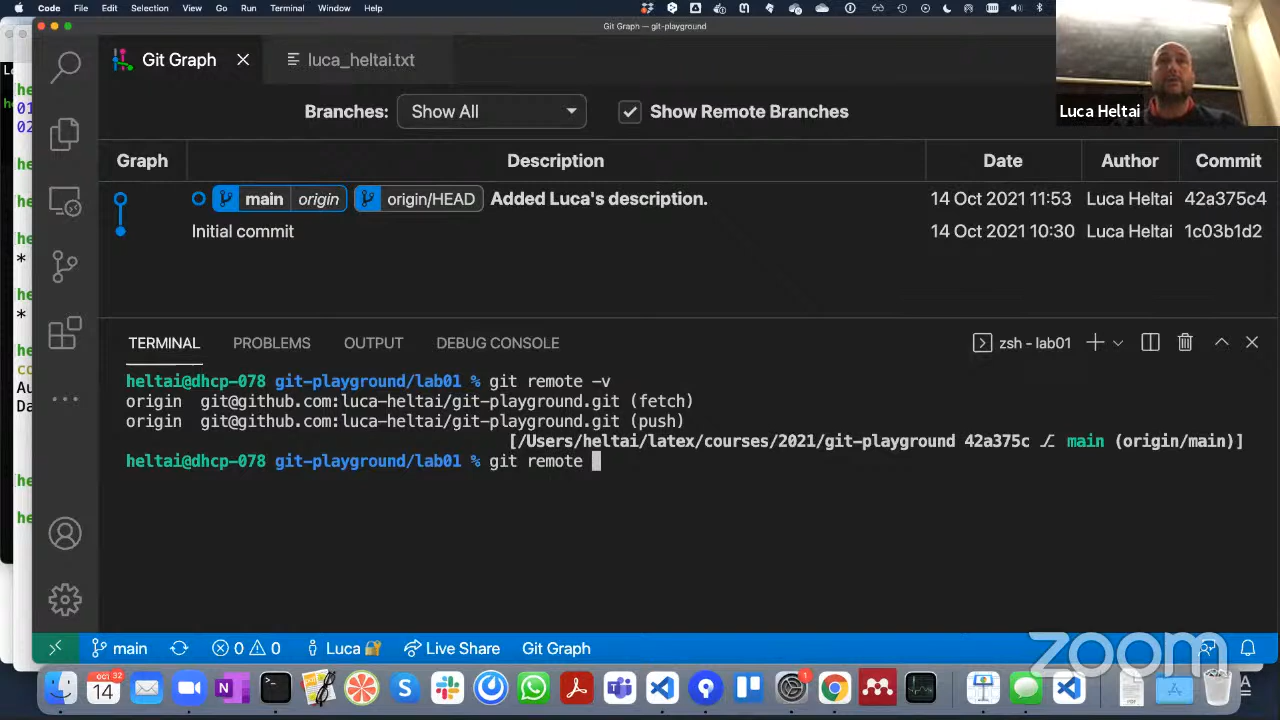 Code File Edit Selection View Go Run Terminal Window Help
Git Graph — git-playground
Git Graph
luca_heltai.txt
Luca Heltai
Branches: Show All Show Remote Branches
Graph Description Date Author Commit
main origin origin/HEAD Added Luca's description. 14 Oct 2021 11:53 Luca Heltai 42a375c4
Initial commit 14 Oct 2021 10:30 Luca Heltai 1c03b1d2
TERMINAL PROBLEMS OUTPUT DEBUG CONSOLE zsh - lab01
heltai@dhcp-078 git-playground/lab01 % git remote -v
origin git@github.com:luca-heltai/git-playground.git (fetch)
origin git@github.com:luca-heltai/git-playground.git (push)
[/Users/heltai/latex/courses/2021/git-playground 42a375c ⎇ main (origin/main)]
heltai@dhcp-078 git-playground/lab01 % git remote
main 0 0 Luca Live Share Git Graph
zoom
OCT 32
14
1